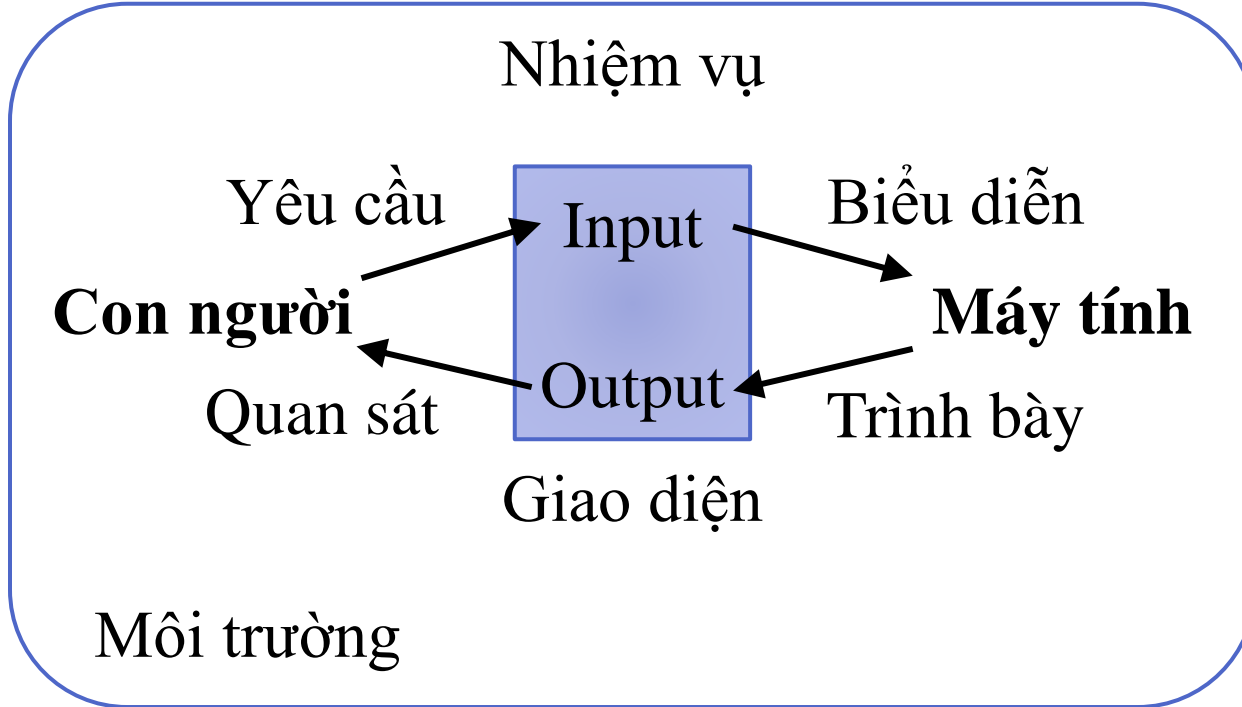 Nhiệm vụ
Yêu cầu
Input
Biểu diễn
Con người
Máy tính
Output
Quan sát
Trình bày
Giao diện
Môi trường